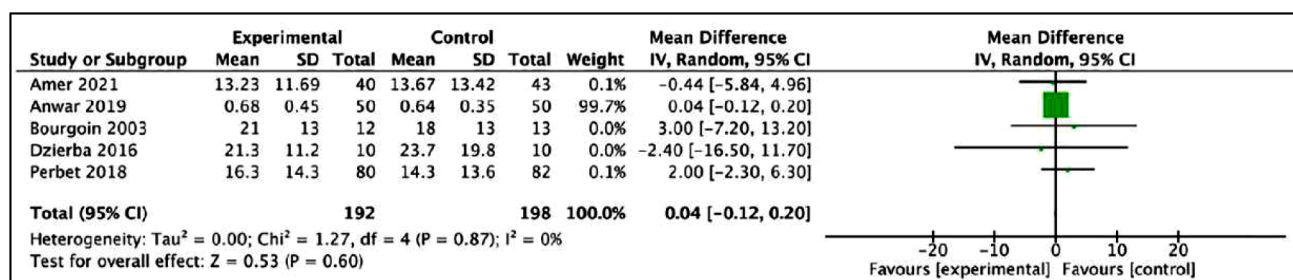 Experimental Control Mean Difference Mean Difference
Study or Subgroup Mean SD Total Mean SD Total Weight IV, Random, 95% CI IV, Random, 95% CI
Amer 2021 13.23 11.69 40 13.67 13.42 43 0.1% -0.44 [-5.84, 4.96]
Anwar 2019 0.68 0.45 50 0.64 0.35 50 99.7% 0.04 [-0.12, 0.20]
Bourgoin 2003 21 13 12 18 13 13 0.0% 3.00 [-7.20, 13.20]
Dzierba 2016 21.3 11.2 10 23.7 19.8 10 0.0% -2.40 [-16.50, 11.70]
Perbet 2018 16.3 14.3 80 14.3 13.6 82 0.1% 2.00 [-2.30, 6.30]
Total (95% CI) 192 198 100.0% 0.04 [-0.12, 0.20]
Heterogeneity: Tau² = 0.00; Chi² = 1.27, df = 4 (P = 0.87); I² = 0%
Test for overall effect: Z = 0.53 (P = 0.60)
-20 -10 0 10 20
Favours [experimental] Favours [control]